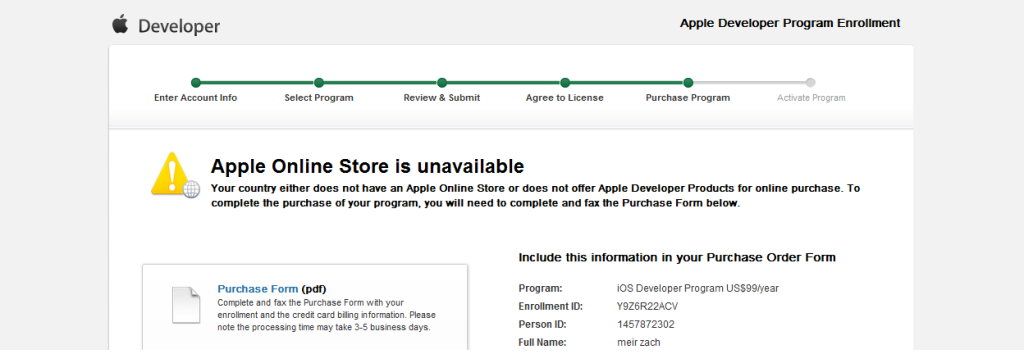 Developer
Apple Developer Program Enrollment
Enter Account Info
Select Program
Review & Submit
Agree to License
Purchase Program
Activate Program
Apple Online Store is unavailable
Your country either does not have an Apple Online Store or does not offer Apple Developer Products for online purchase. To
complete the purchase of your program, you will need to complete and fax the Purchase Form below.
Purchase Form (pdf)
Complete and fax the Purchase Form with your
enrollment and the credit card billing information. Please
note the processing time may take 3-5 business days.
Include this information in your Purchase Order Form
Program: iOS Developer Program US$99/year
Enrollment ID: Y9Z6R22ACV
Person ID: 1457872302
Full Name: meir zach